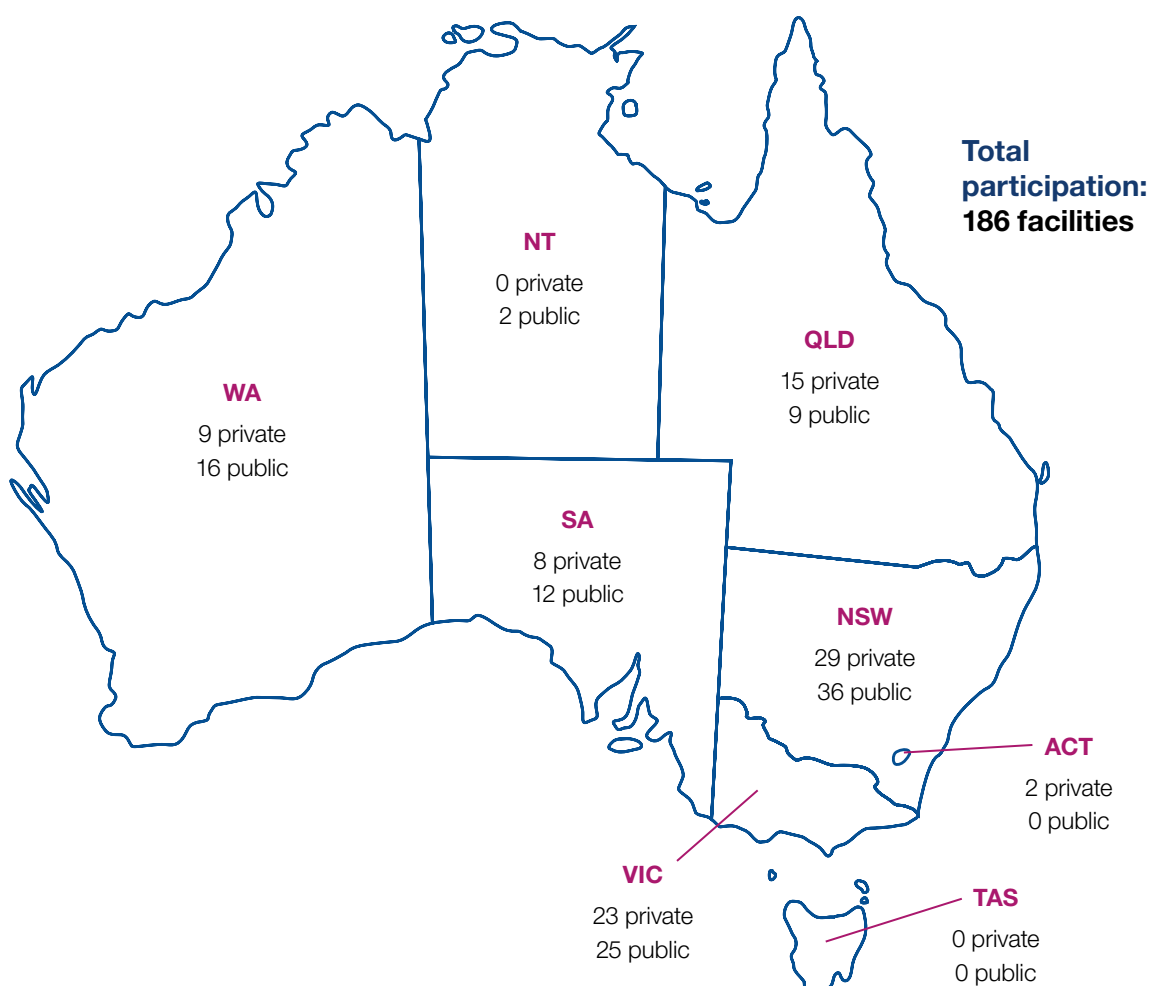 Total
participation:
186 facilities
NT
0 private
2 public
QLD
15 private
9 public
WA
9 private
16 public
SA
8 private
12 public
NSW
29 private
36 public
ACT
2 private
0 public
VIC
23 private
25 public
TAS
0 private
0 public